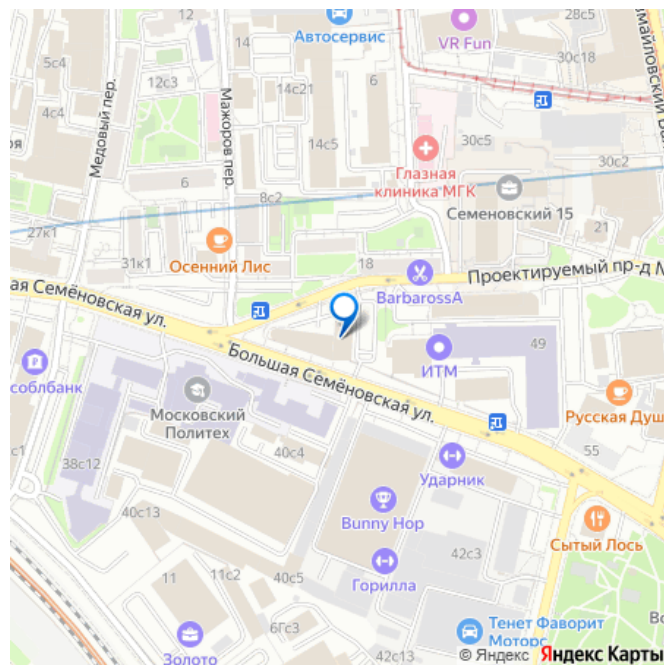 Автосервис
VR Fun
28с5
30с18
14
14с21
6
5с4
12с3
4с4
Медовый пер.
Мажоров пер.
14с5
30с5
30с2
Глазная
клиника МГК
6
8с2
Семеновский 15
21
27к1
31к1
Осенний Лис
18
Проектируемый пр-д М
BarbarossA
ая Семёновская ул.
Большая Семёновская ул.
49
ИТМ
соблбанк
Московский
Политех
Русская Душ
с1
38с12
40с4
55
Ударник
40с13
Bunny Hop
Сытый Лось
42с3
11
11с2
40с5
Горилла
6Гс3
Тенет Фаворит
Моторс
42с13
Золото
© Яндекс Яндекс Карты